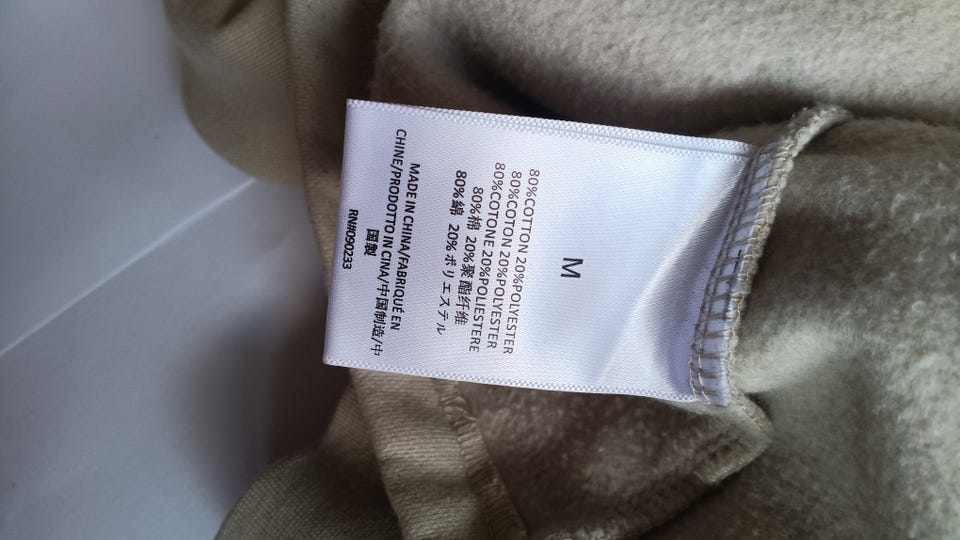 M
80%COTTON 20%POLYESTER
80%COTON 20%POLYESTER
80%COTONE 20%POLIESTERE
80%棉 20%聚酯纤维
80%綿 20%ポリエステル
MADE IN CHINA/FABRIQUÉ EN
CHINE/PRODOTTO IN CINA/中国制造/中
国製
RN#090233